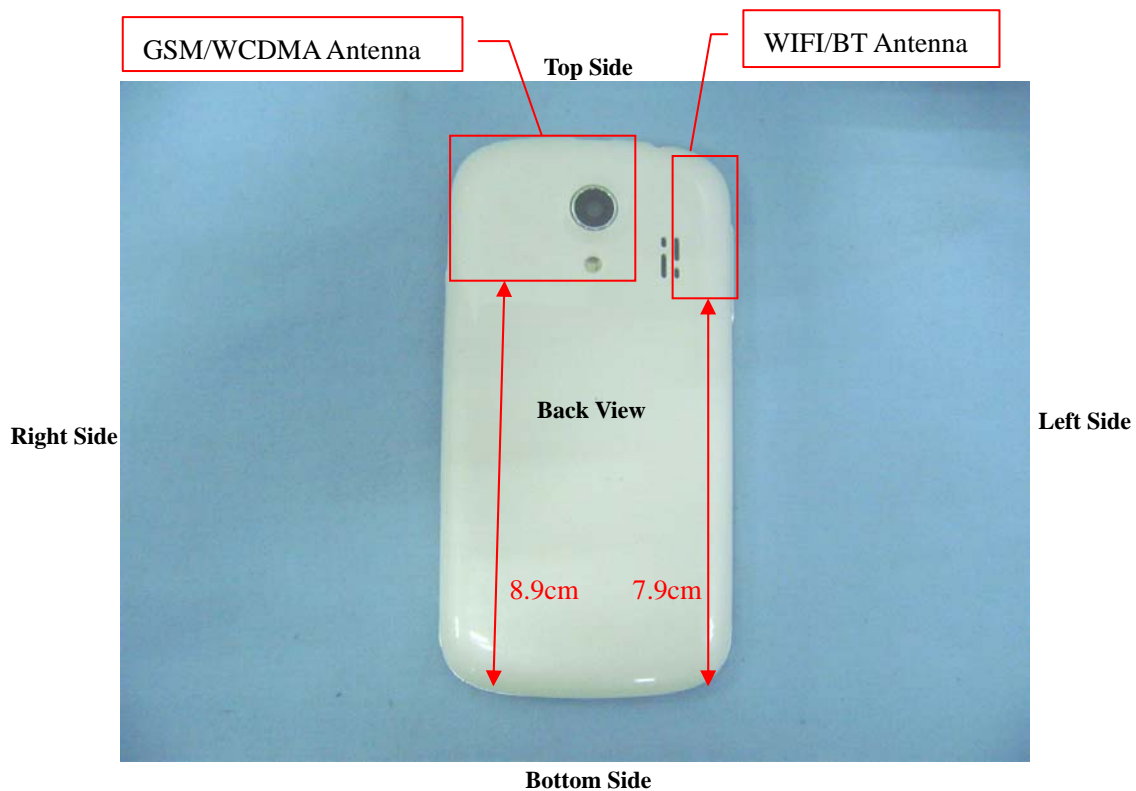 GSM/WCDMA Antenna
WIFI/BT Antenna
Top Side
Back View
Right Side
Left Side
8.9cm
7.9cm
Bottom Side